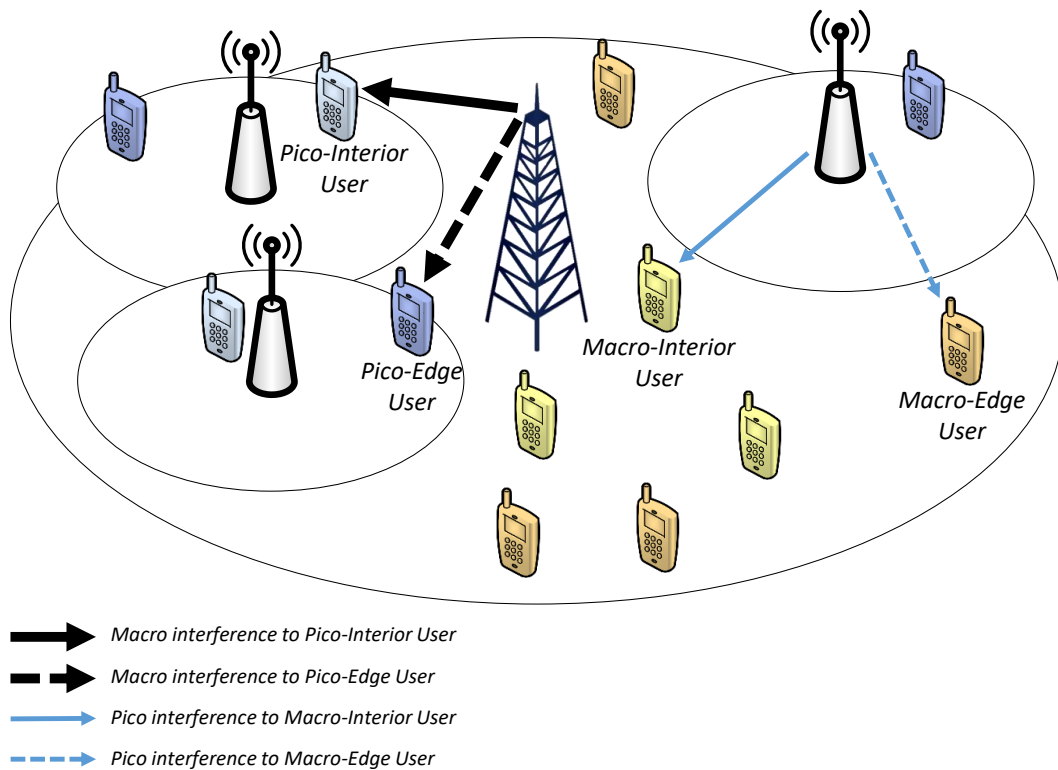 Pico-Interior
User
Pico-Edge
User
Macro-Interior
User
Macro-Edge
User
Macro interference to Pico-Interior User
Macro interference to Pico-Edge User
Pico interference to Macro-Interior User
Pico interference to Macro-Edge User